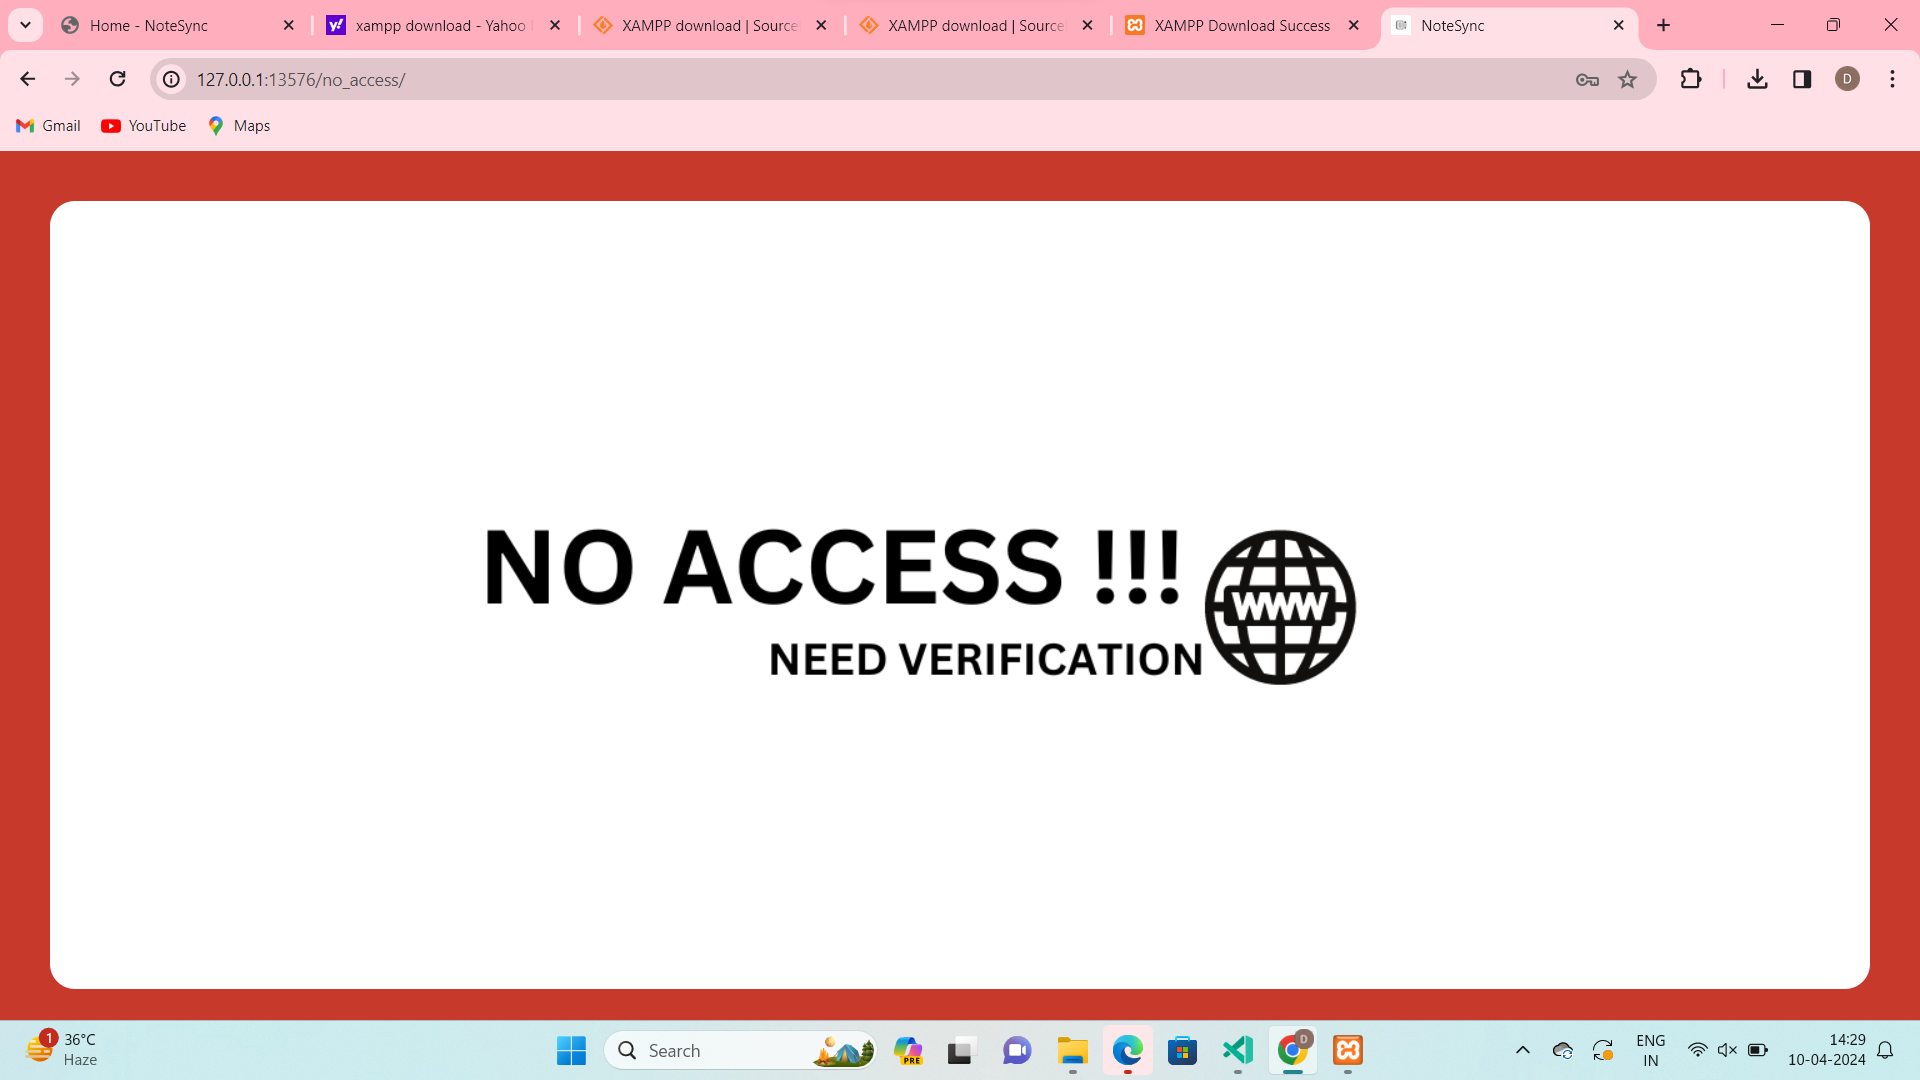 Home - NoteSync
xampp download - Yahoo
XAMPP download | Source
XAMPP download | Source
XAMPP Download Success
NoteSync
127.0.0.1:13576/no_access/
D
Gmail
YouTube
Maps
NO ACCESS !!!
WWW
NEED VERIFICATION
1
36°C
Haze
Search
PRE
D
ENG
IN
14:29
10-04-2024